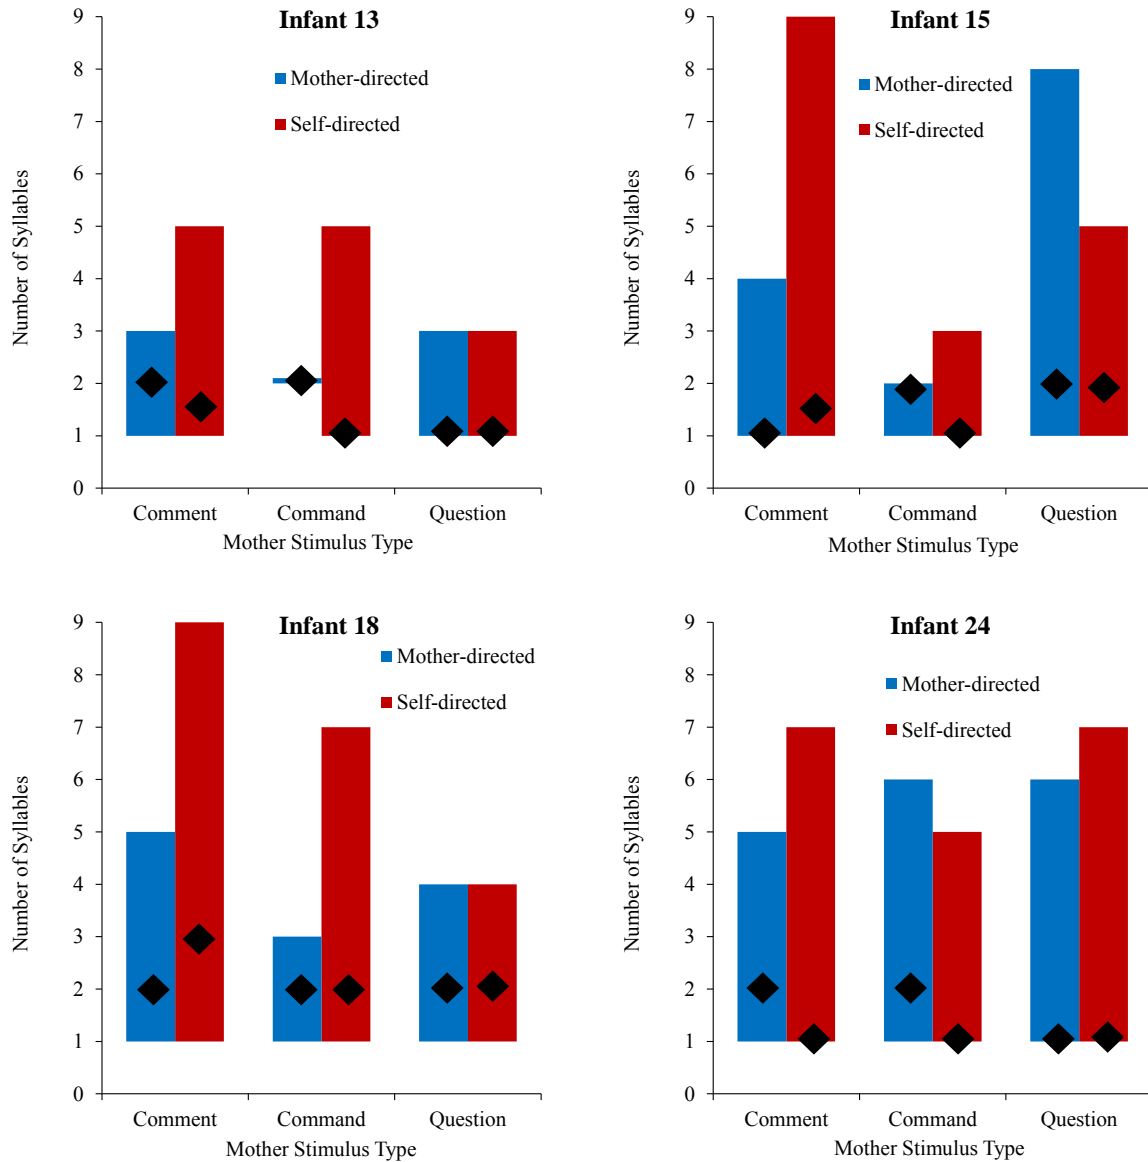 Infant 13
Mother-directed
Self-directed
Number of Syllables
9
8
7
6
5
4
3
2
1
0
Comment Command Question
Mother Stimulus Type
Infant 15
Mother-directed
Self-directed
Number of Syllables
9
8
7
6
5
4
3
2
1
0
Comment Command Question
Mother Stimulus Type
Infant 18
Mother-directed
Self-directed
Number of Syllables
9
8
7
6
5
4
3
2
1
0
Comment Command Question
Mother Stimulus Type
Infant 24
Mother-directed
Self-directed
Number of Syllables
9
8
7
6
5
4
3
2
1
0
Comment Command Question
Mother Stimulus Type